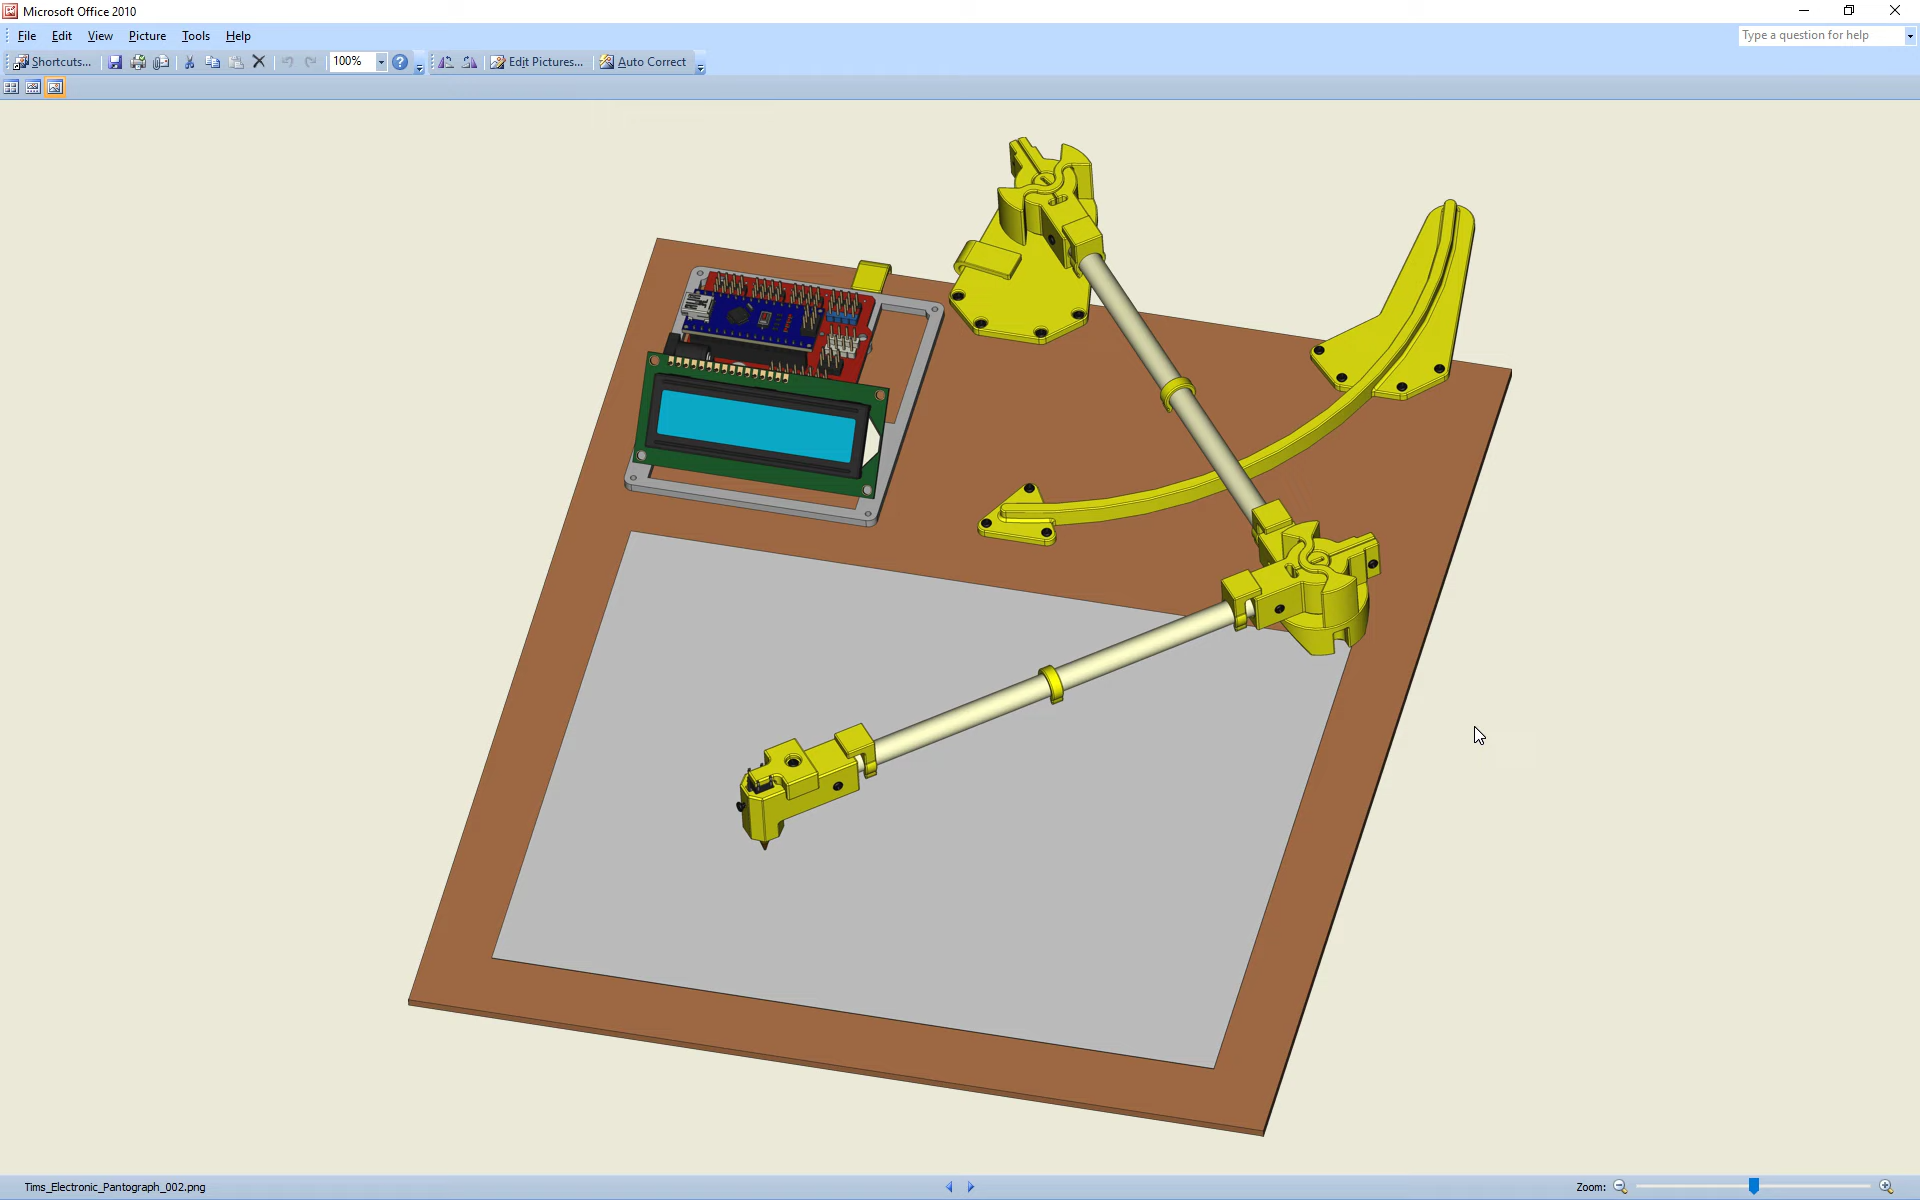 Microsoft Office 2010
File Edit View Picture Tools Help
Type a question for help
Shortcuts... 100% Edit Pictures... Auto Correct
Tims_Electronic_Pantograph_002.png
Zoom: